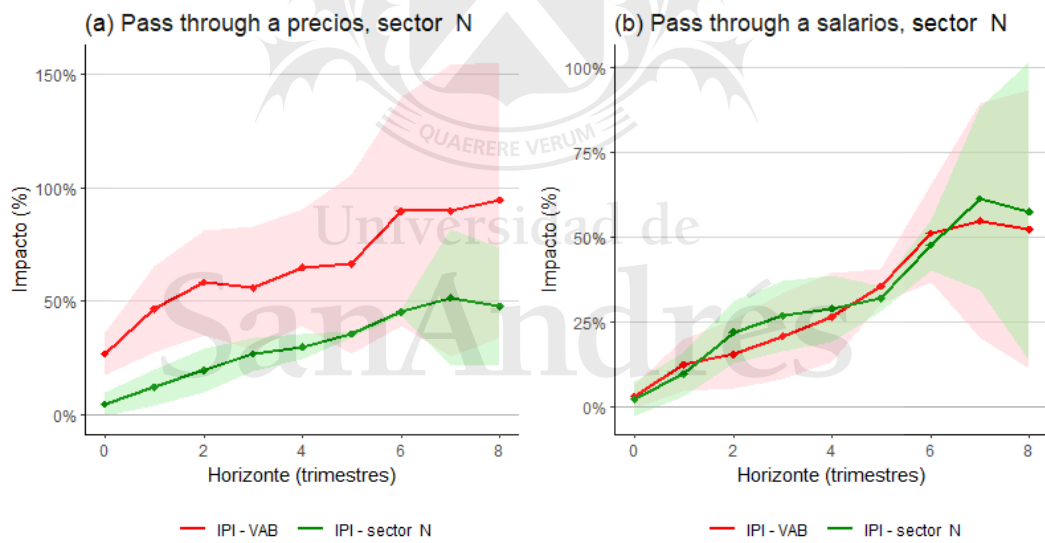 (a) Pass through a precios, sector N
(b) Pass through a salarios, sector N
QUAERERE VERUM
Universidad de
SanAndrés
Impacto (%)
150%
100%
50%
0%
0 2 4 6 8
Horizonte (trimestres)
IPI - VAB IPI - sector N
Impacto (%)
100%
75%
50%
25%
0%
0 2 4 6 8
Horizonte (trimestres)
IPI - VAB IPI - sector N